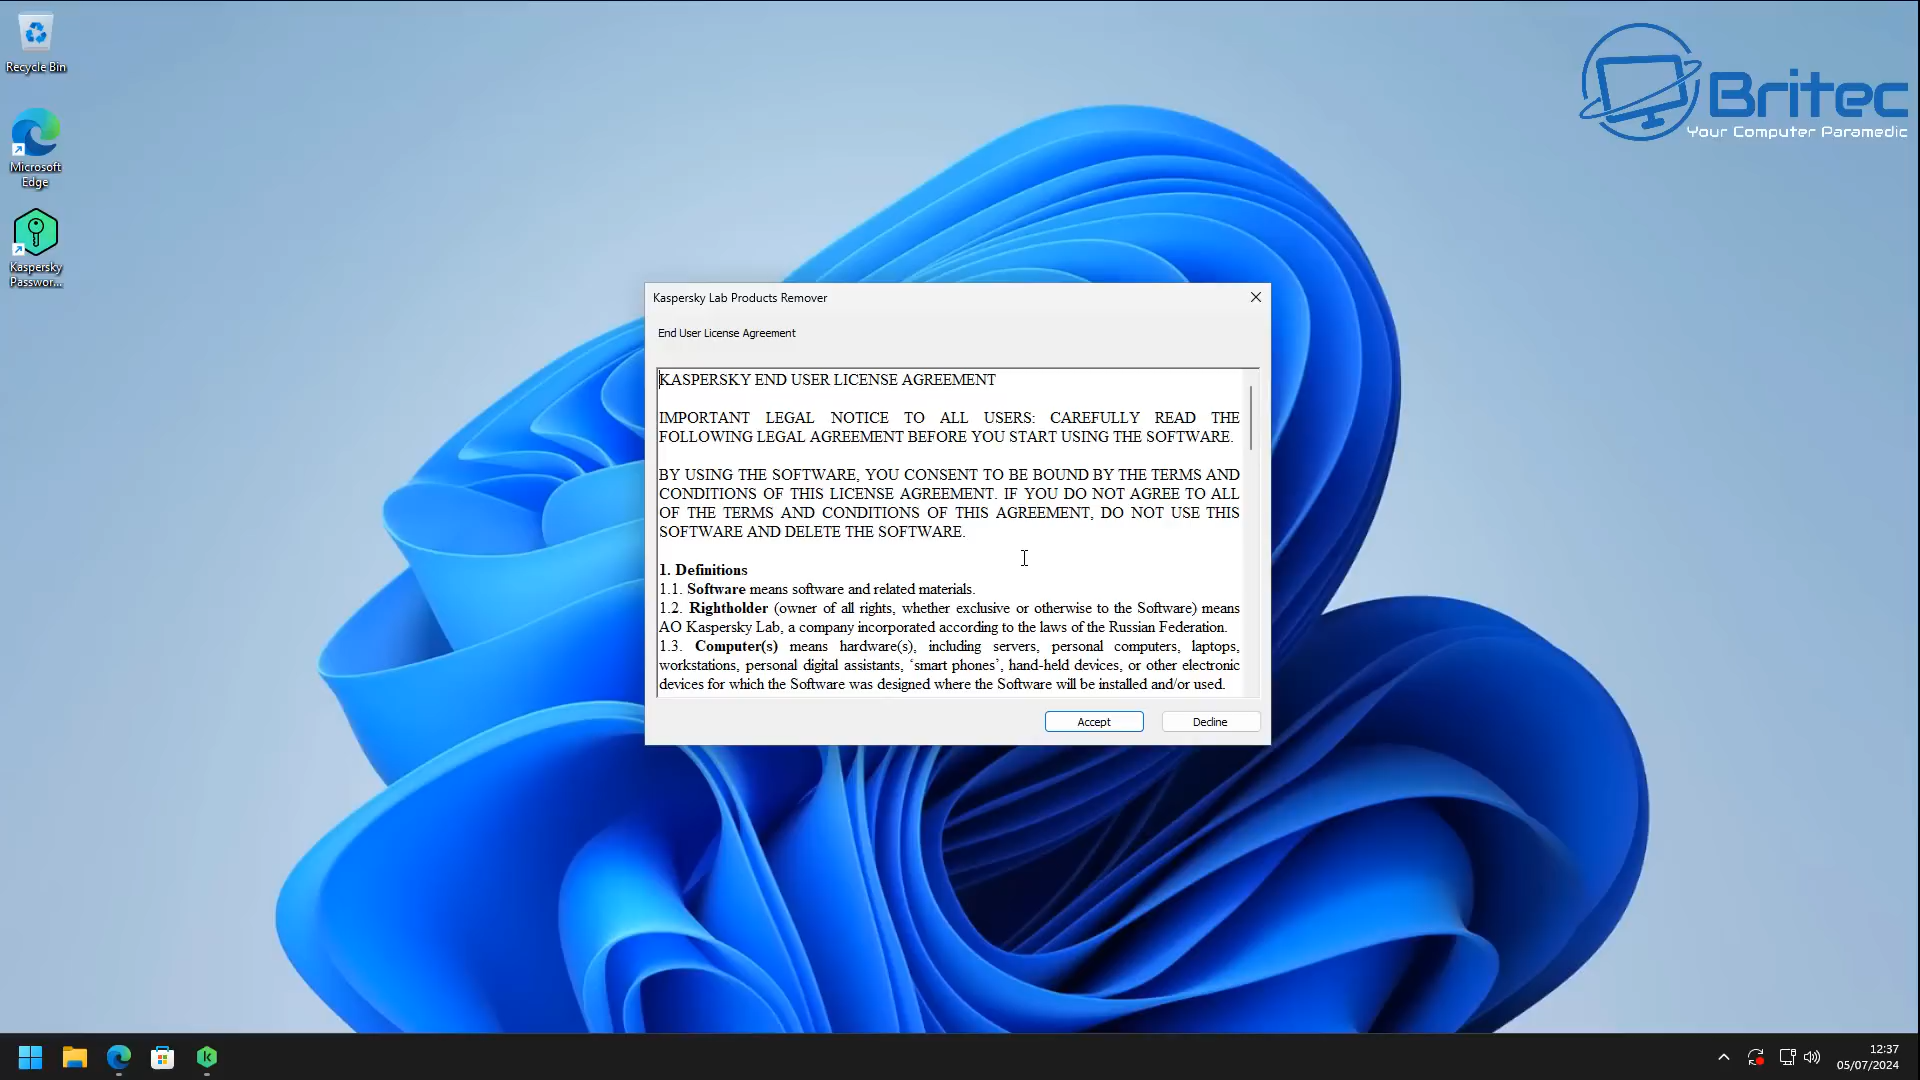 Recycle Bin
Microsoft
Edge
Kaspersky
Passwor...
Britec
Your Computer Paramedic
Kaspersky Lab Products Remover
End User License Agreement
KASPERSKY END USER LICENSE AGREEMENT
IMPORTANT LEGAL NOTICE TO ALL USERS: CAREFULLY READ THE
FOLLOWING LEGAL AGREEMENT BEFORE YOU START USING THE SOFTWARE.
BY USING THE SOFTWARE, YOU CONSENT TO BE BOUND BY THE TERMS AND
CONDITIONS OF THIS LICENSE AGREEMENT. IF YOU DO NOT AGREE TO ALL
OF THE TERMS AND CONDITIONS OF THIS AGREEMENT, DO NOT USE THIS
SOFTWARE AND DELETE THE SOFTWARE.
1. Definitions
1.1. Software means software and related materials.
1.2. Rightholder (owner of all rights, whether exclusive or otherwise to the Software) means
AO Kaspersky Lab, a company incorporated according to the laws of the Russian Federation.
1.3. Computer(s) means hardware(s), including servers, personal computers, laptops,
workstations, personal digital assistants, ‘smart phones’, hand-held devices, or other electronic
devices for which the Software was designed where the Software will be installed and/or used.
Accept
Decline
12:37
05/07/2024